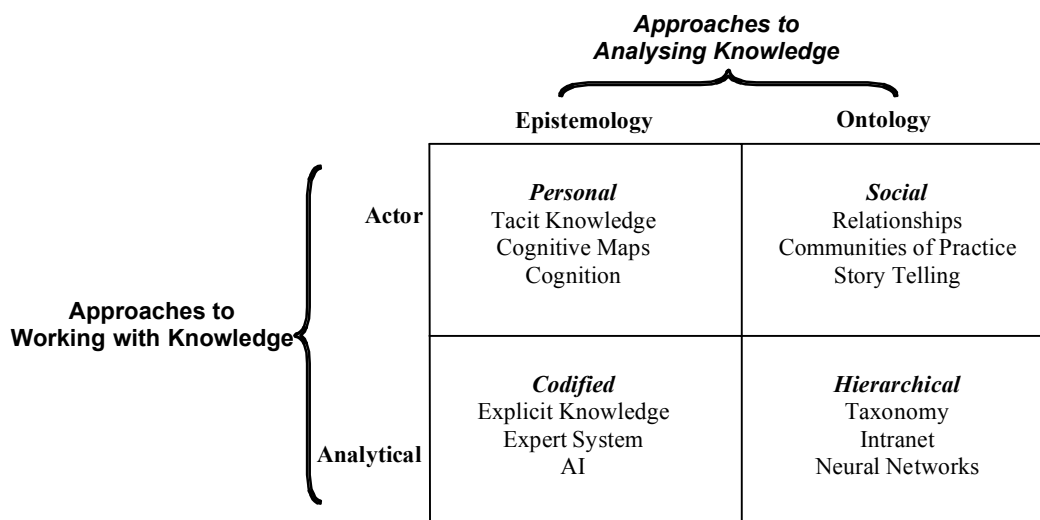 Approaches to
Analysing Knowledge
Epistemology
Ontology
Actor
Personal
Tacit Knowledge
Cognitive Maps
Cognition
Social
Relationships
Communities of Practice
Story Telling
Approaches to
Working with Knowledge
Analytical
Codified
Explicit Knowledge
Expert System
AI
Hierarchical
Taxonomy
Intranet
Neural Networks